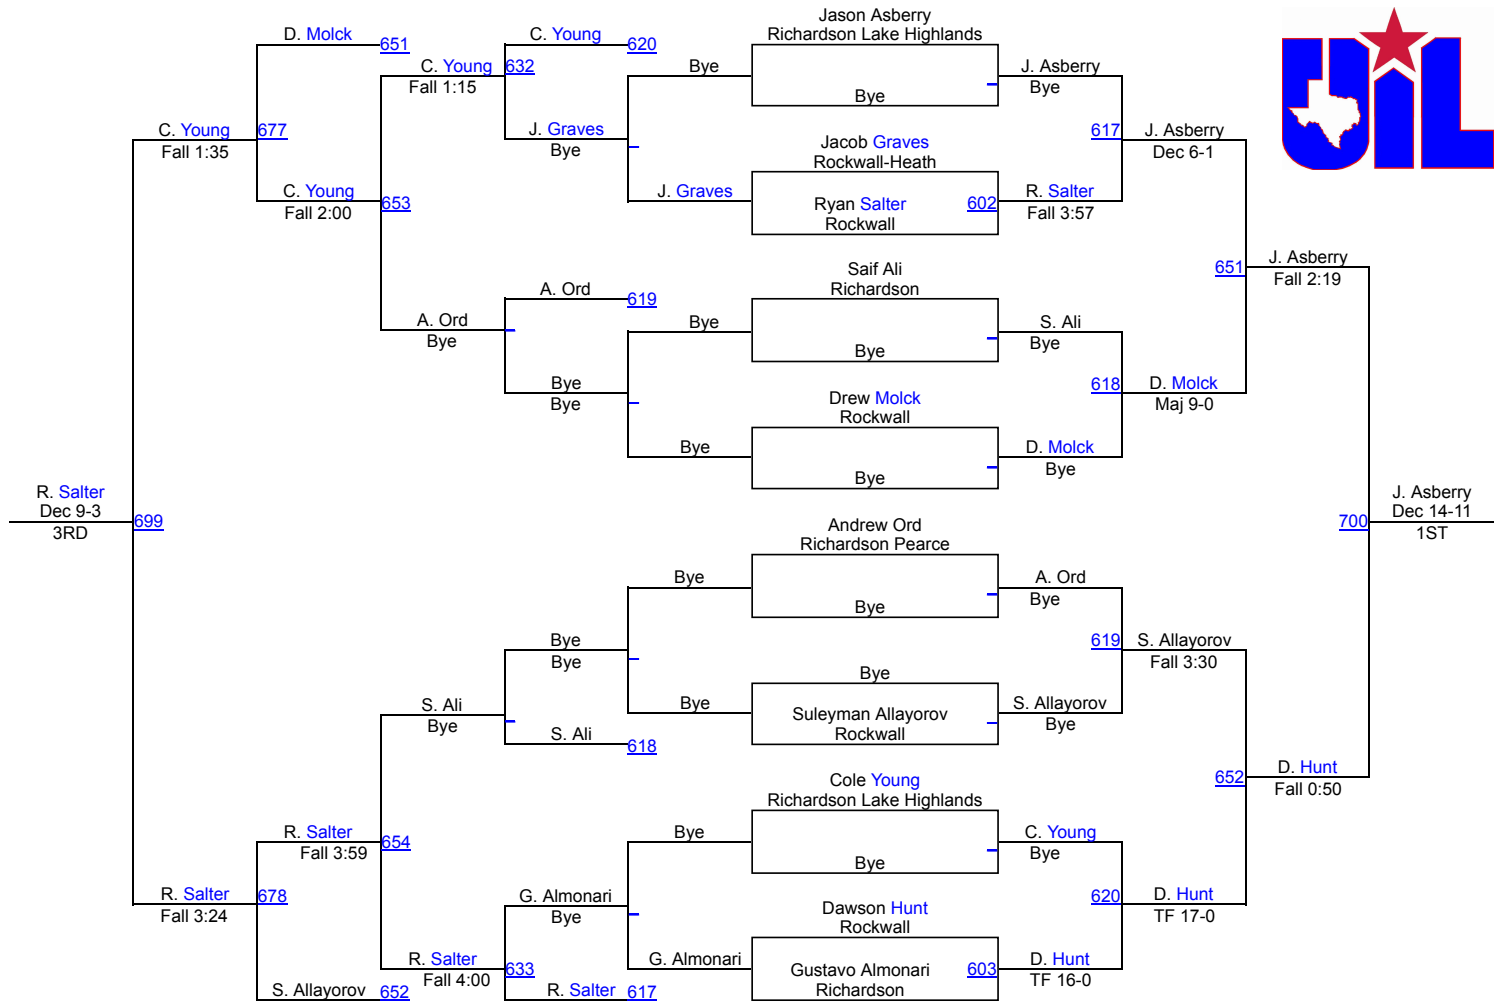 Jason Asberry
Richardson Lake Highlands
UIL
D. Molck
651
C. Young
620
C. Young
632
Fall 1:15
Bye
Bye
J. Asberry
Bye
C. Young
677
Fall 1:35
J. Graves
Bye
Jacob Graves
Rockwall-Heath
617
J. Asberry
Dec 6-1
C. Young
653
Fall 2:00
J. Graves
Ryan Salter
Rockwall
602
R. Salter
Fall 3:57
Saif Ali
Richardson
651
J. Asberry
Fall 2:19
A. Ord
619
A. Ord
Bye
Bye
Bye
S. Ali
Bye
Bye
Bye
Drew Molck
Rockwall
618
D. Molck
Maj 9-0
Bye
Bye
D. Molck
Bye
R. Salter
Dec 9-3
3RD
699
J. Asberry
Dec 14-11
1ST
700
Andrew Ord
Richardson Pearce
Bye
Bye
A. Ord
Bye
Bye
Bye
Bye
619
S. Allayorov
Fall 3:30
S. Ali
Bye
Bye
Suleyman Allayorov
Rockwall
S. Allayorov
Bye
S. Ali
618
Cole Young
Richardson Lake Highlands
652
D. Hunt
Fall 0:50
R. Salter
654
Fall 3:59
Bye
Bye
C. Young
Bye
R. Salter
678
Fall 3:24
G. Almonari
Bye
Dawson Hunt
Rockwall
620
D. Hunt
TF 17-0
R. Salter
633
Fall 4:00
G. Almonari
Gustavo Almonari
Richardson
603
D. Hunt
TF 16-0
S. Allayorov
652
R. Salter
617